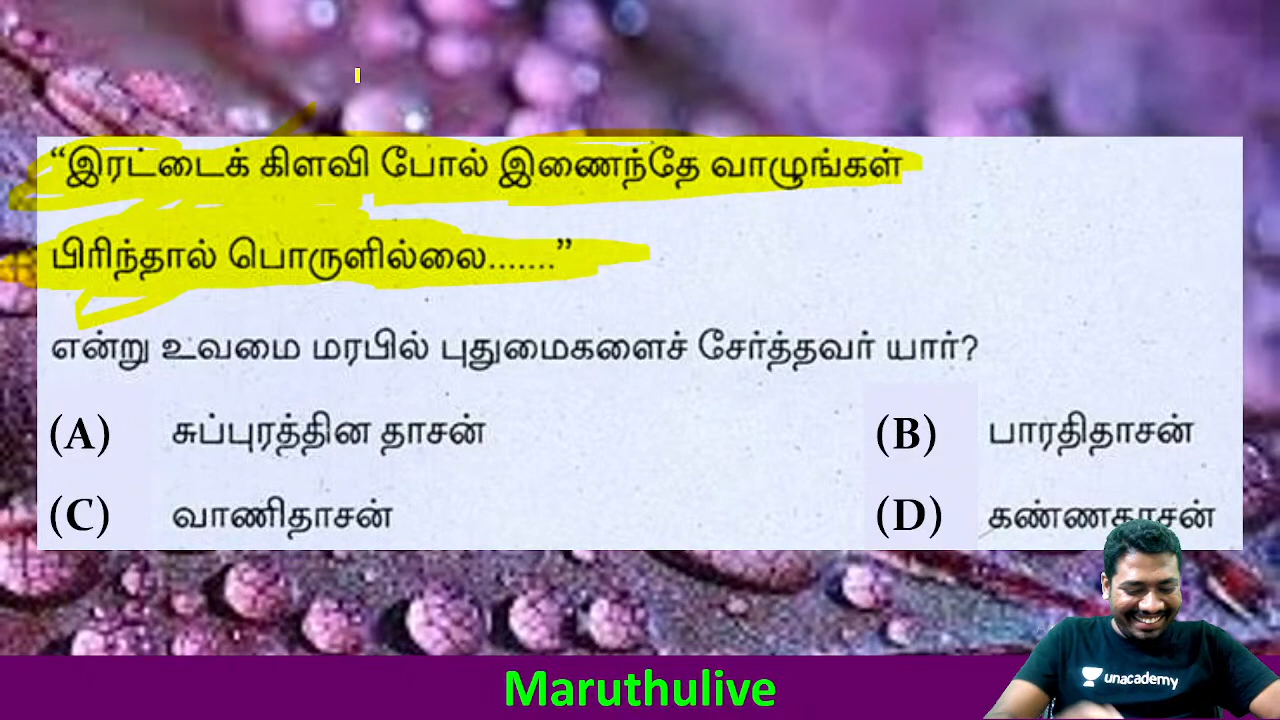 “இரட்டைக் கிளவி போல் இணைந்தே வாழுங்கள்
பிரிந்தால் பொருளில்லை.......”
என்று உவமை மரபில் புதுமைகளைச் சேர்த்தவர் யார்?
(A) சுப்புரத்தின தாசன் (B) பாரதிதாசன்
(C) வாணிதாசன் (D) கண்ணதாசன்
unacademy
Maruthulive